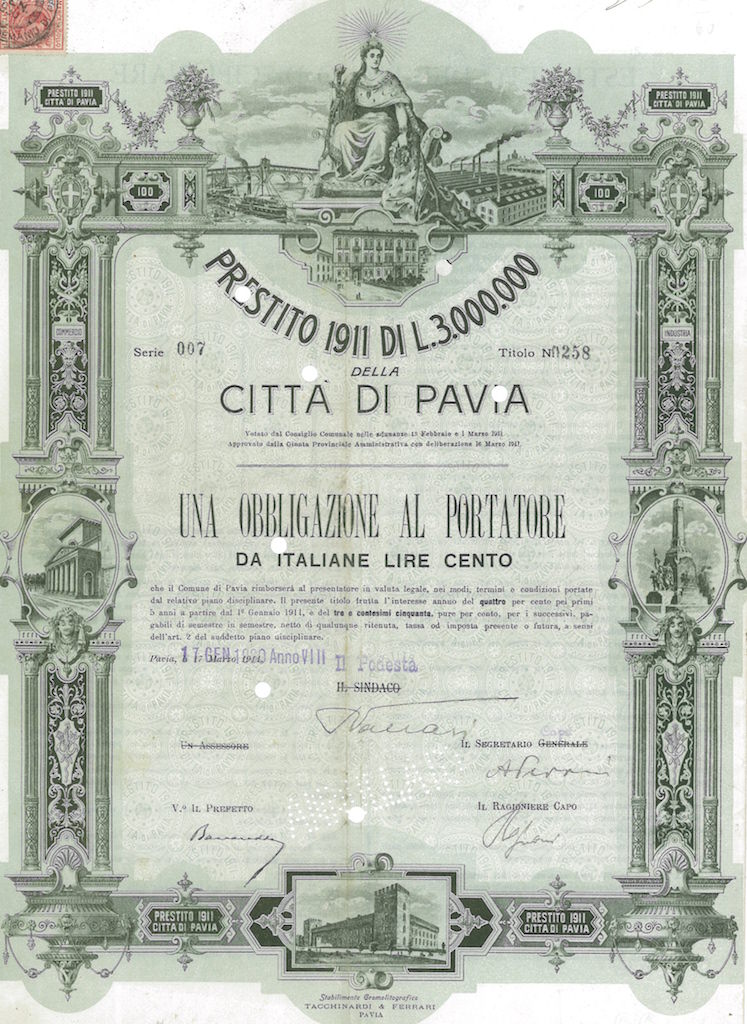 PRESTITO 1911
CITTÀ DI PAVIA
PRESTITO 1911
CITTÀ DI PAVIA
100
100
PRESTITO 1911 DI L. 3.000.000
COMMERCIO
INDUSTRIA
Serie 007
Titolo N 0258
DELLA
CITTÀ DI PAVIA
Votato dal Consiglio Comunale nelle adunanze 13 Febbraio e 1 Marzo 1911.
Approvato dalla Giunta Provinciale Amministrativa con deliberazione 16 Marzo 1911.
UNA OBBLIGAZIONE AL PORTATORE
DA ITALIANE LIRE CENTO
che il Comune di Pavia rimborserà al presentatore in valuta legale, nei modi, termini e condizioni portate
dal relativo piano disciplinare. Il presente titolo frutta l'interesse annuo del quattro per cento pei primi
5 anni a partire dal 1º Gennaio 1911, e del tre e centesimi cinquanta, pure per cento, per i successivi, pa-
gabili di semestre in semestre, netto di qualunque ritenuta, tassa od imposta presente o futura, a sensi
dell'art. 2 del suddetto piano disciplinare.
Pavia, 17 GEN. Anno VIII Il Podestà
IL SINDACO
UN ASSESSORE
Capo
IL SEGRETARIO GENERALE
V.º IL PREFETTO
IL RAGIONIERE CAPO
PRESTITO 1911
CITTÀ DI PAVIA
PRESTITO 1911
CITTÀ DI PAVIA
Stabilimento Cromolitografico
TACCHINARDI & FERRARI
PAVIA